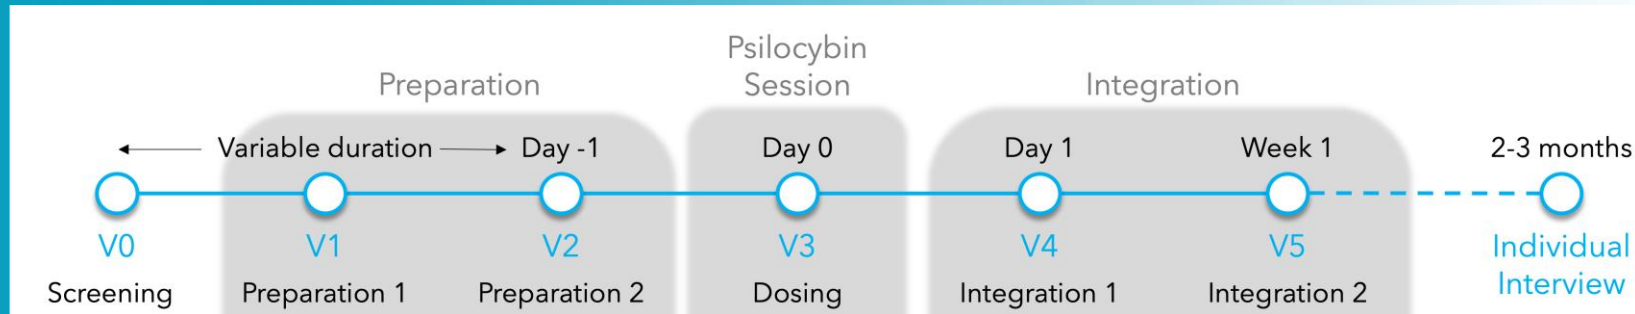 Psilocybin
Preparation Session Integration
Variable duration Day -1 Day 0 Day 1 Week 1 2-3 months
V0 V1 V2 V3 V4 V5 Individual
Screening Preparation 1 Preparation 2 Dosing Integration 1 Integration 2 Interview